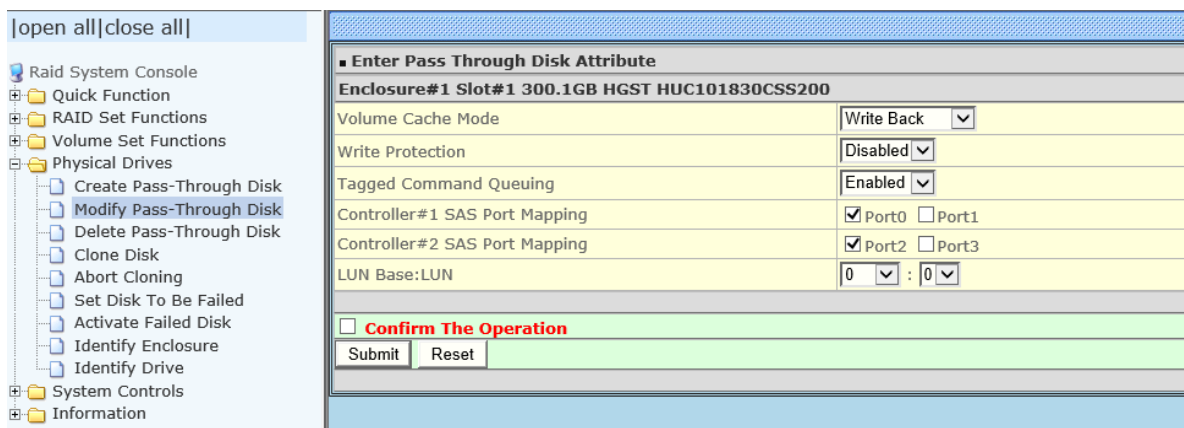 |open all|close all|
Raid System Console
Quick Function
RAID Set Functions
Volume Set Functions
Physical Drives
Create Pass-Through Disk
Modify Pass-Through Disk
Delete Pass-Through Disk
Clone Disk
Abort Cloning
Set Disk To Be Failed
Activate Failed Disk
Identify Enclosure
Identify Drive
System Controls
Information
Enter Pass Through Disk Attribute
Enclosure#1 Slot#1 300.1GB HGST HUC101830CSS200
Volume Cache Mode Write Back
Write Protection Disabled
Tagged Command Queuing Enabled
Controller#1 SAS Port Mapping Port0 Port1
Controller#2 SAS Port Mapping Port2 Port3
LUN Base:LUN 0 : 0
Confirm The Operation
Submit Reset